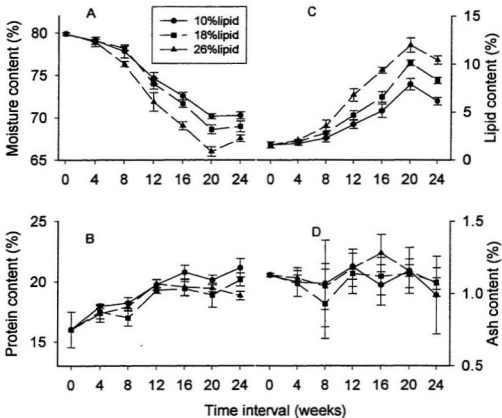 A
C
10%lipid
18%lipid
26%lipid
Moisture content (%)
80
75
70
65
0 4 8 12 16 20 24
Lipid content (%)
15
10
5
0
0 4 8 12 16 20 24
B
D
Protein content (%)
25
20
15
0 4 8 12 16 20 24
Ash content (%)
1.5
1.1
0.5
0 4 8 12 16 20 24
Time interval (weeks)